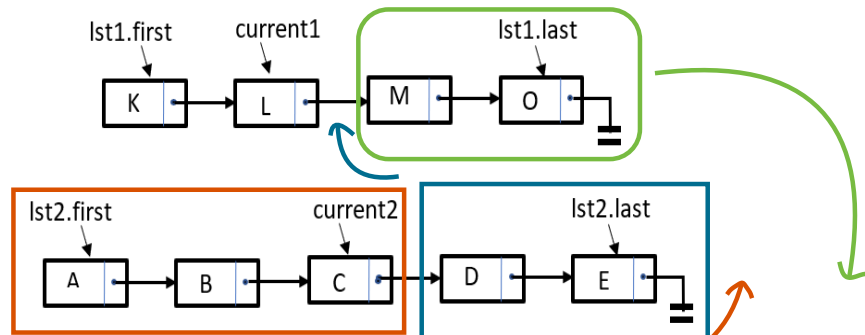 lst1.first current1 lst1.last
K L M O
lst2.first current2 lst2.last
A B C D E